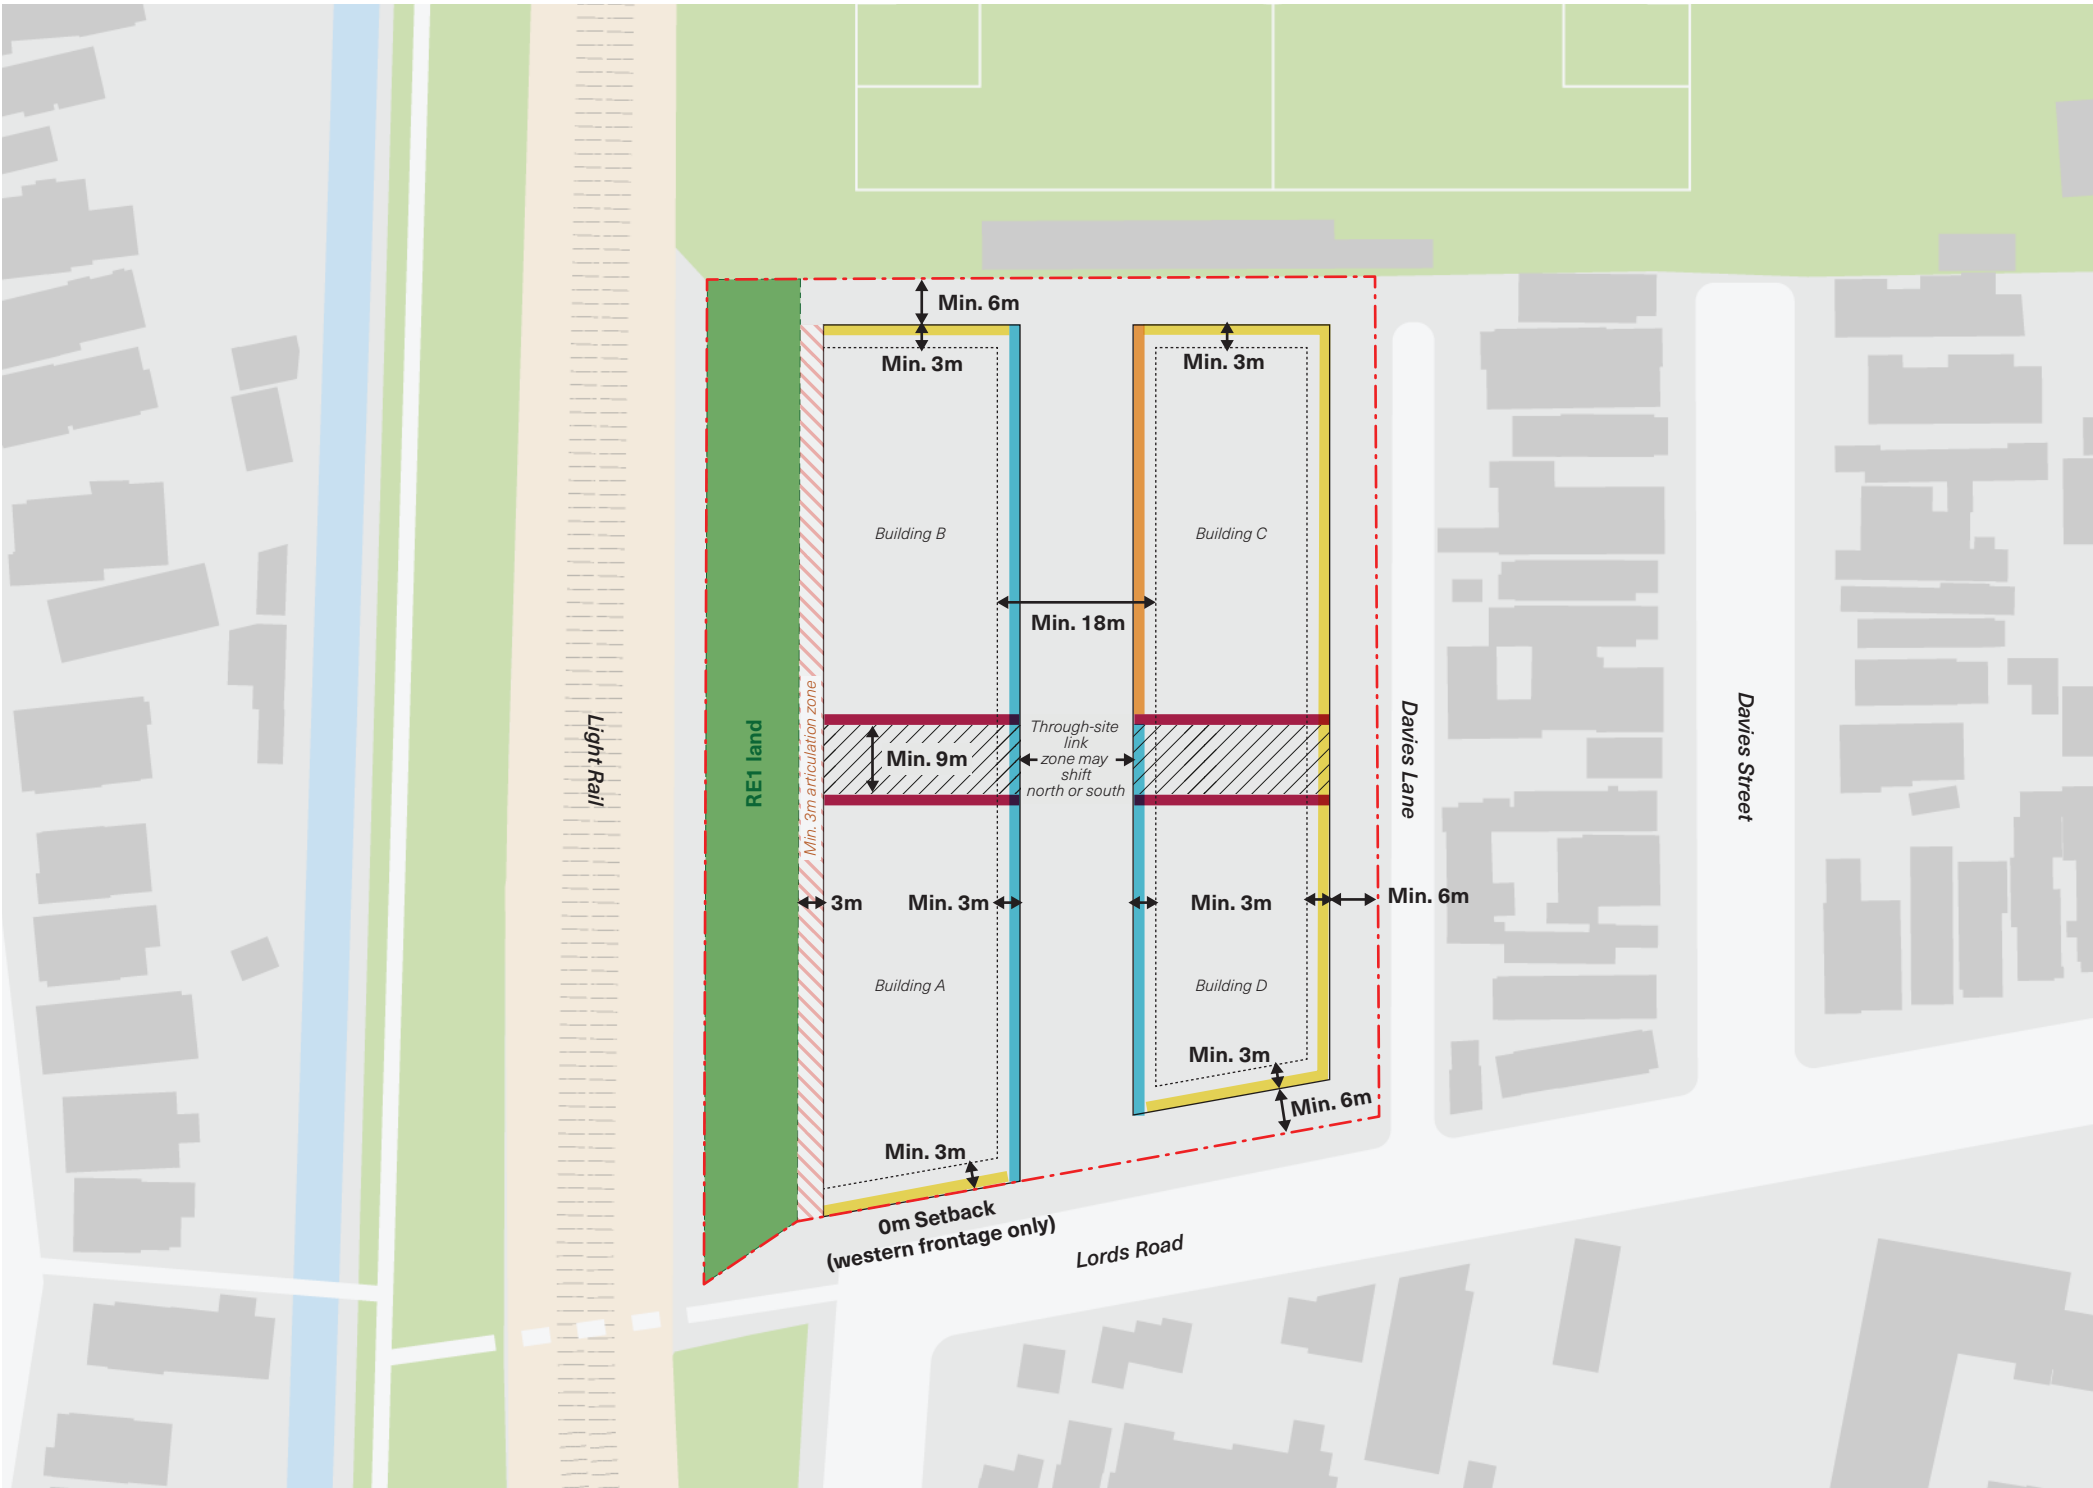 Min. 6m
Min. 3m
Min. 3m
Building B
Building C
Min. 18m
Light Rail
RE1 land
Min. 3m articulation zone
Min. 9m
Through-site
link
zone may
shift
north or south
Davies Lane
Davies Street
3m
Min. 3m
Min. 3m
Min. 6m
Building A
Building D
Min. 3m
Min. 6m
Min. 3m
0m Setback
(western frontage only)
Lords Road